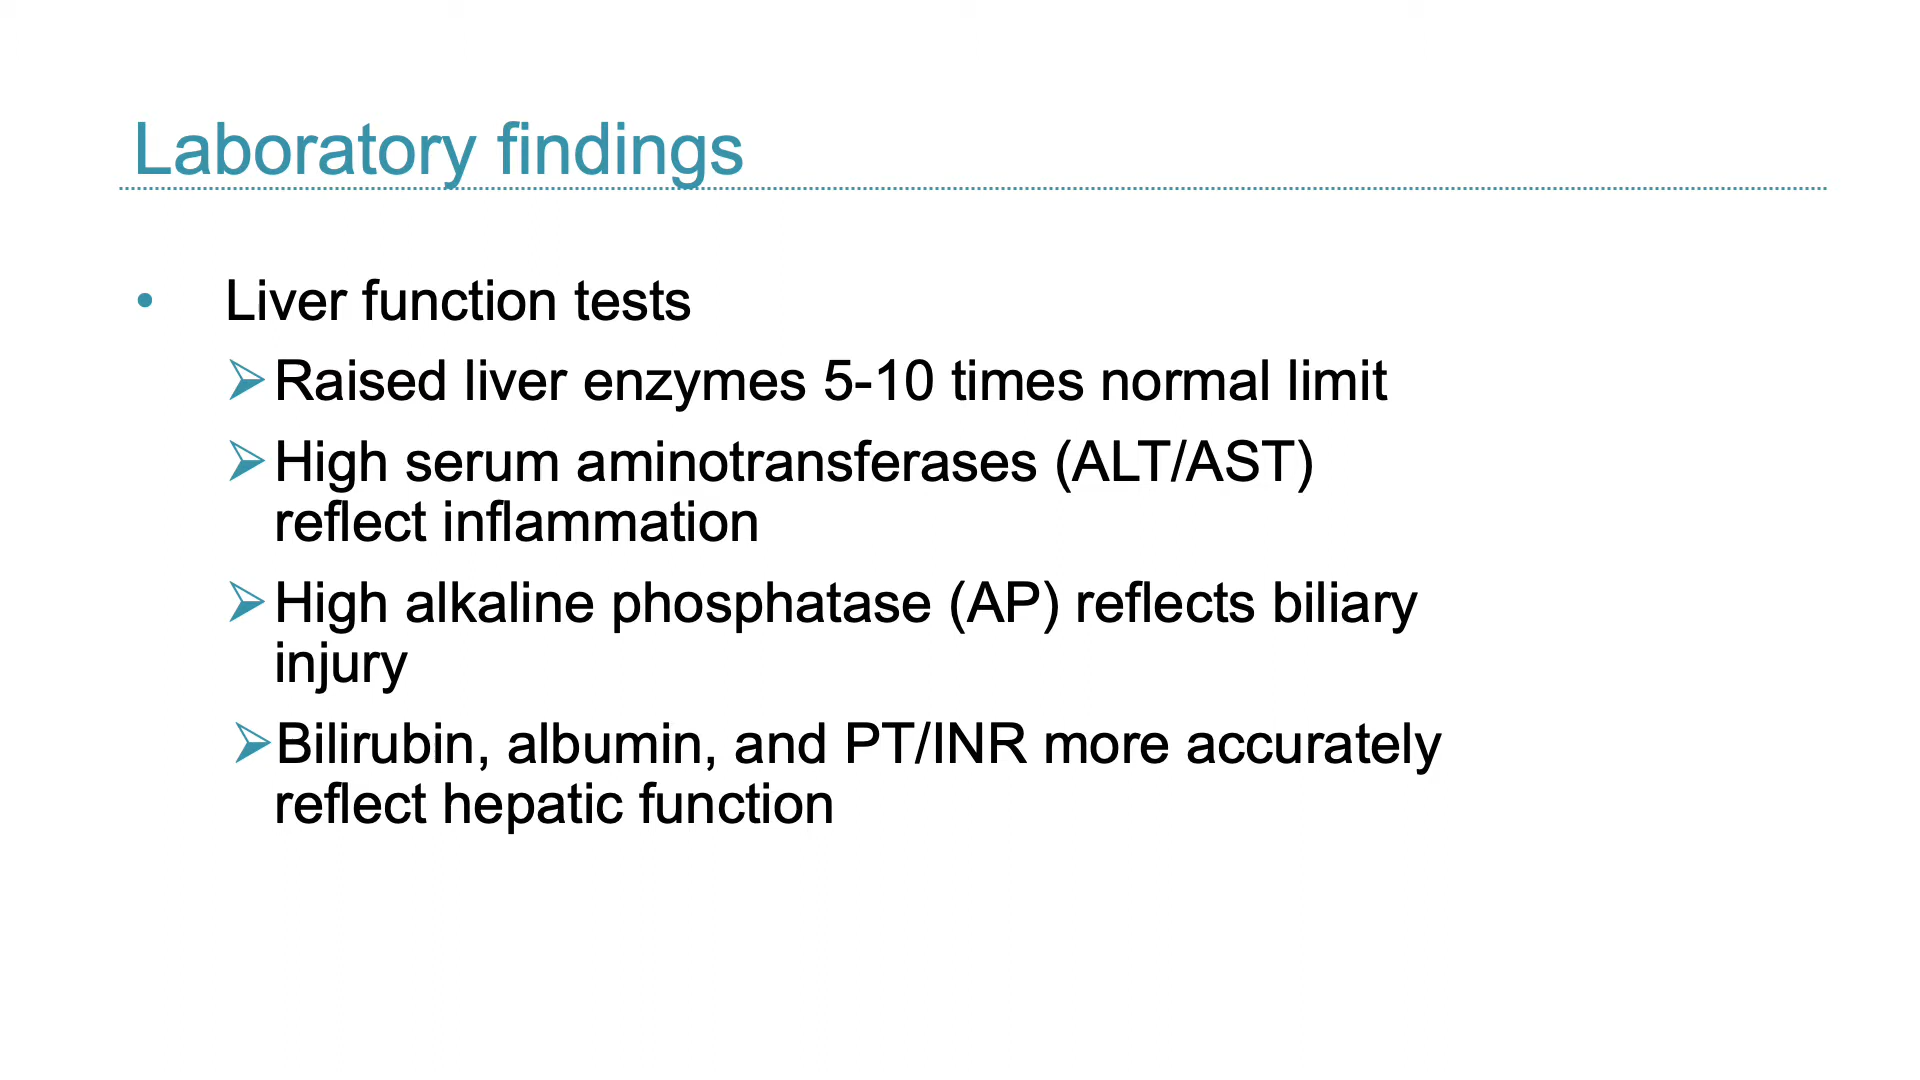 Laboratory findings
• Liver function tests
➢Raised liver enzymes 5-10 times normal limit
➢High serum aminotransferases (ALT/AST)
reflect inflammation
➢High alkaline phosphatase (AP) reflects biliary
injury
➢Bilirubin, albumin, and PT/INR more accurately
reflect hepatic function